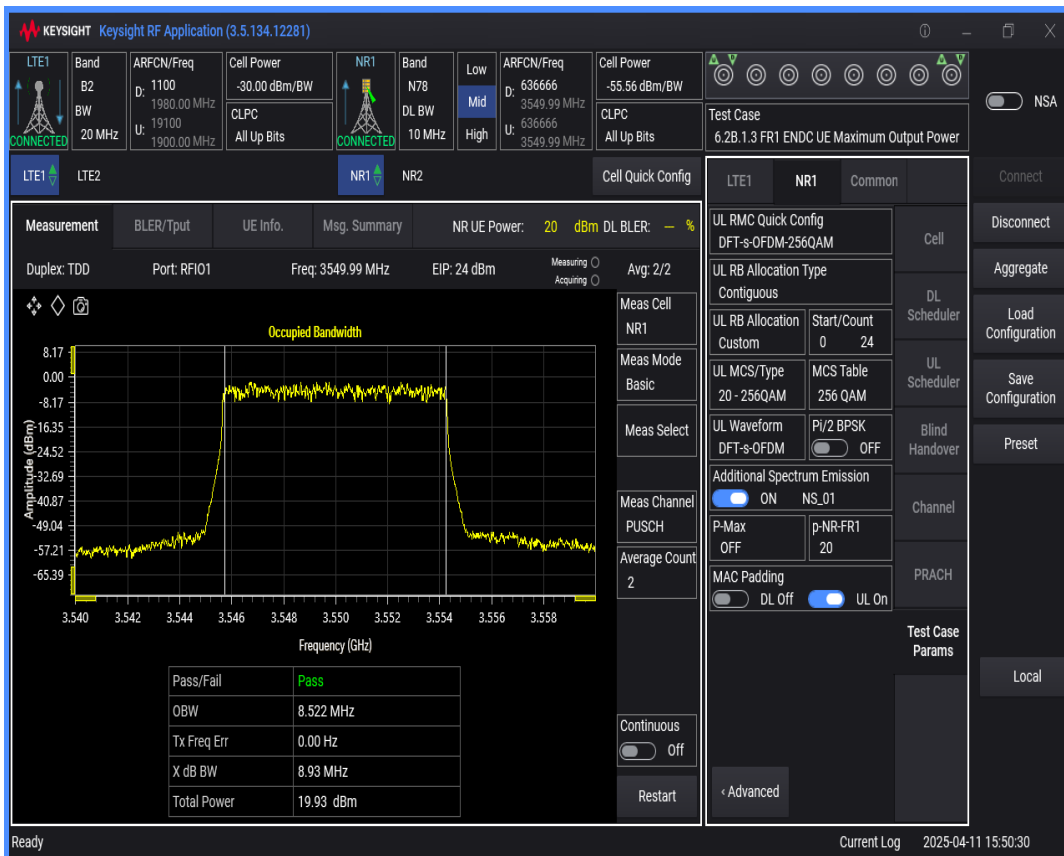 KEYSIGHT Keysight RF Application (3.5.134.12281)
LTE1
CONNECTED
Band
B2
BW
20 MHz
ARFCN/Freq
D: 1100
1980.00 MHz
U: 19100
1900.00 MHz
Cell Power
-30.00 dBm/BW
CLPC
All Up Bits
NR1
CONNECTED
Band
N78
DL BW
10 MHz
Low
Mid
High
ARFCN/Freq
D: 636666
3549.99 MHz
U: 636666
3549.99 MHz
Cell Power
-55.56 dBm/BW
CLPC
All Up Bits
Test Case
6.2B.1.3 FR1 ENDC UE Maximum Output Power
NSA
LTE1 LTE2 NR1 NR2 Cell Quick Config
Measurement BLER/Tput UE Info. Msg. Summary NR UE Power: 20 dBm DL BLER: — %
Duplex: TDD Port: RFIO1 Freq: 3549.99 MHz EIP: 24 dBm Measuring Avg: 2/2
Acquiring
Occupied Bandwidth
8.17
0.00
-8.17
-16.35
-24.52
-32.69
-40.87
-49.04
-57.21
-65.39
Amplitude (dBm)
3.540 3.542 3.544 3.546 3.548 3.550 3.552 3.554 3.556 3.558
Frequency (GHz)
Pass/Fail Pass
OBW 8.522 MHz
Tx Freq Err 0.00 Hz
X dB BW 8.93 MHz
Total Power 19.93 dBm
Meas Cell
NR1
Meas Mode
Basic
Meas Select
Meas Channel
PUSCH
Average Count
2
Continuous
Off
Restart
LTE1 NR1 Common
UL RMC Quick Config
DFT-s-OFDM-256QAM
UL RB Allocation Type
Contiguous
UL RB Allocation Start/Count
Custom 0 24
UL MCS/Type MCS Table
20 - 256QAM 256 QAM
UL Waveform Pi/2 BPSK
DFT-s-OFDM OFF
Additional Spectrum Emission
ON NS_01
P-Max p-NR-FR1
OFF 20
MAC Padding
DL Off UL On
‹ Advanced
Cell
DL
Scheduler
UL
Scheduler
Blind
Handover
Channel
PRACH
Test Case
Params
Connect
Disconnect
Aggregate
Load
Configuration
Save
Configuration
Preset
Local
Ready Current Log 2025-04-11 15:50:30